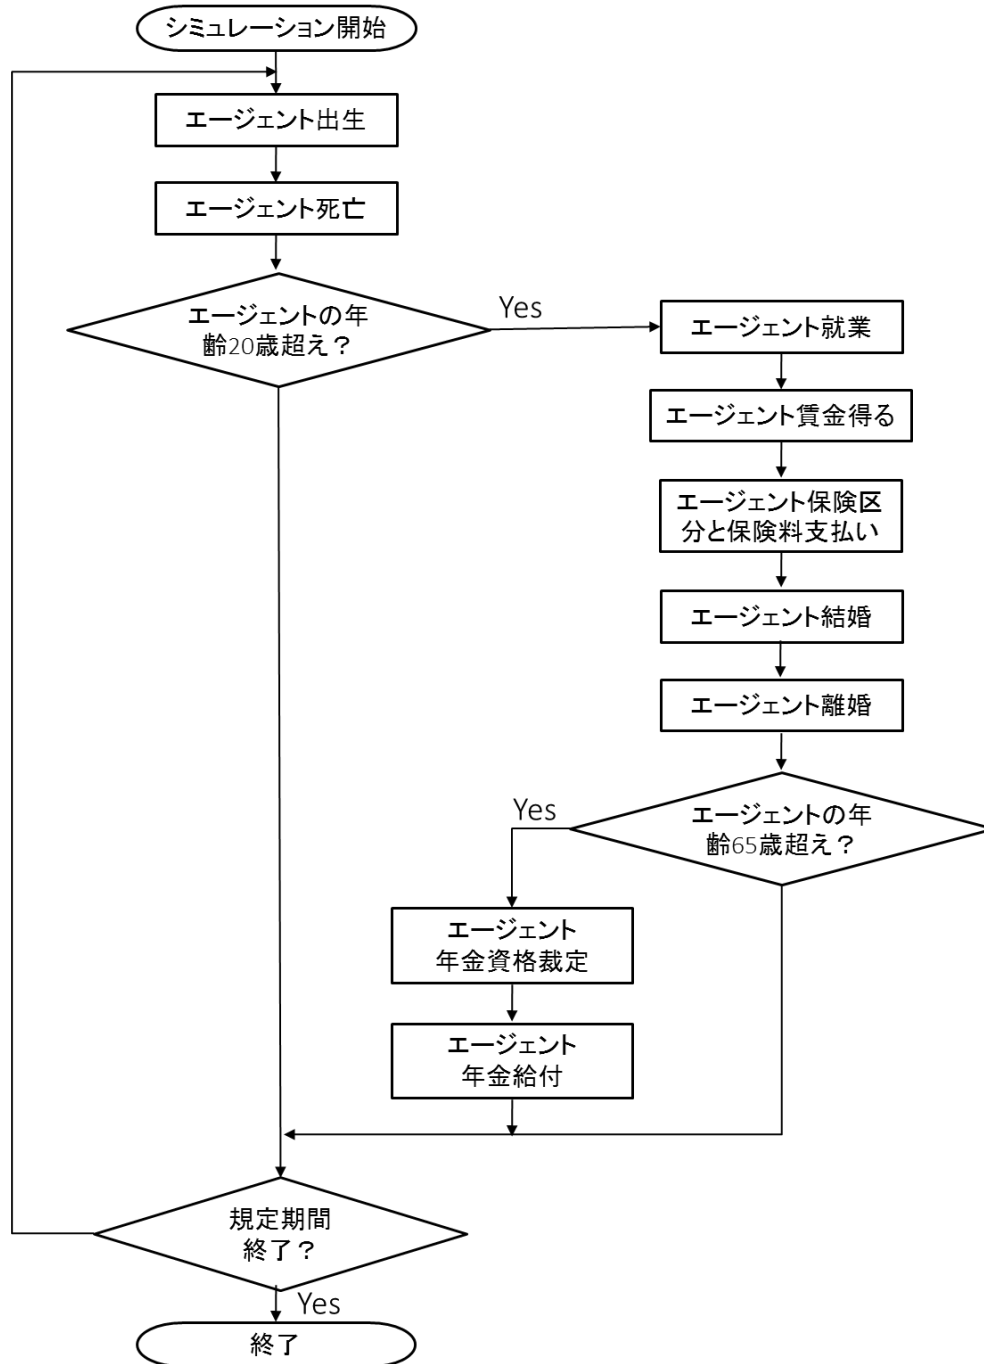 シミュレーション開始
エージェント出生
エージェント死亡
エージェントの年
齢20歳超え？
Yes
エージェント就業
エージェント賃金得る
エージェント保険区
分と保険料支払い
エージェント結婚
エージェント離婚
エージェントの年
齢65歳超え？
Yes
エージェント
年金資格裁定
エージェント
年金給付
規定期間
終了？
Yes
終了